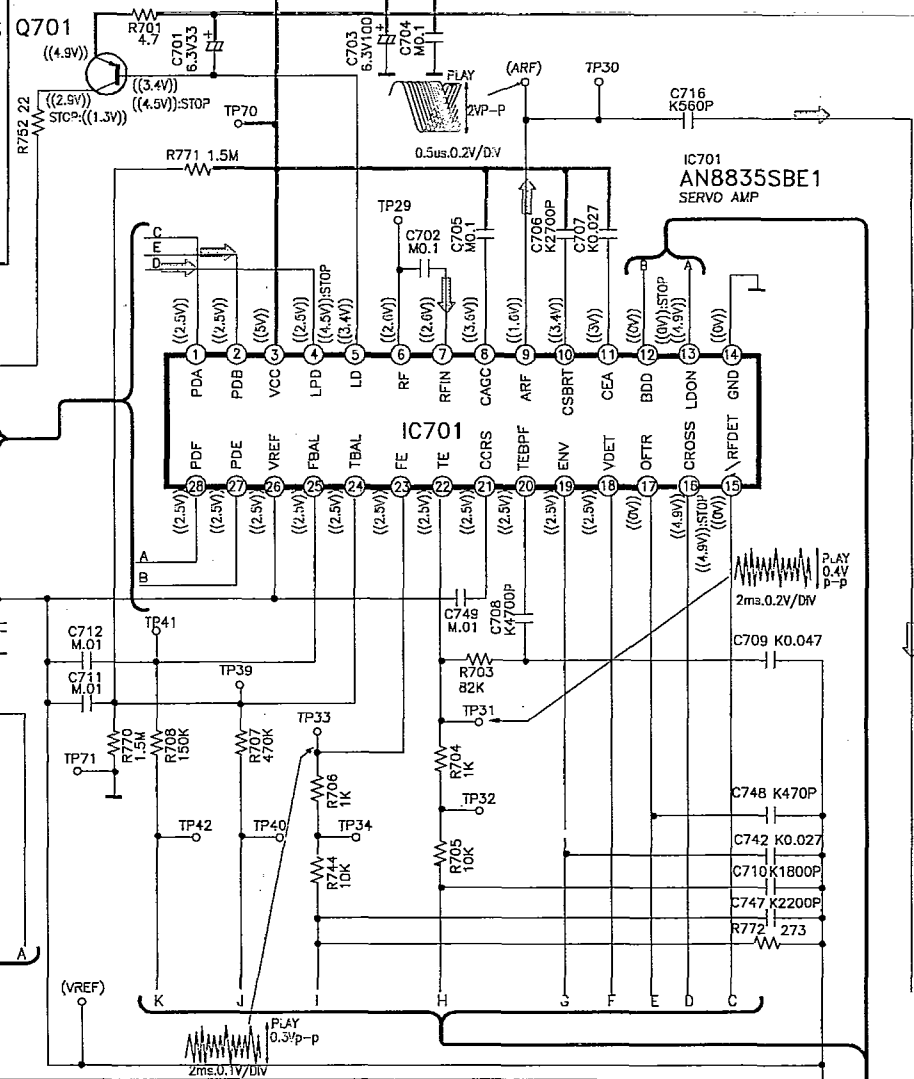 Q701
R701
4.7
C701
6.3V33
C703
6.3V100
C704
M0.1
((4.9V))
((3.4V))
((4.5V)):STOP
((2.9V))
STOP:((1.3V))
R752 22
TP70
PLAY
2VP-P
0.5us.0.2V/DIV
(ARF)
TP30
C716
K560P
R771 1.5M
IC701
AN8835SBE1
SERVO AMP
TP29
C702
M0.1
C705
M0.1
C706
K2700P
C707
K0.027
C
E
D
B
A
((2.5V))
((2.5V))
((5V))
((2.6V))
((4.5V)):STOP
((3.4V))
((2.6V))
((2.6V))
((3.6V))
((1.6V))
((3.4V))
((3V))
((0V))
((0V)):STOP
((4.9V))
((0V))
1 2 3 4 5 6 7 8 9 10 11 12 13 14
PDA
PDB
VCC
LPD
LD
RF
RFIN
CAGC
ARF
CSBRT
CEA
BDD
LDON
GND
IC701
PDF
PDE
VREF
FBAL
TBAL
FE
TE
CCRS
TEBPF
ENV
VDET
OFTR
CROSS
/RFDET
28 27 26 25 24 23 22 21 20 19 18 17 16 15
((2.5V))
((2.5V))
((2.5V))
((2.5V))
((2.5V))
((2.5V))
((2.5V))
((2.5V))
((2.5V))
((2.5V))
((2.5V))
((0V))
((4.9V))
((4.9V)):STOP
((0V))
A
B
PLAY
0.4V
p-p
2ms.0.2V/DIV
TP41
C749
M.01
C708
K4700P
C712
M.01
C711
M.01
TP39
R703
82K
C709 K0.047
TP33
TP31
R770
1.5M
R708
150K
R707
470K
R704
1K
TP71
R706
1K
TP32
C748 K470P
TP42
TP40
TP34
R744
10K
R705
10K
C742 K0.027
C710 K1800P
C747 K2200P
R772 273
A
(VREF)
K J I H G F E D C
PLAY
0.3Vp-p
2ms.0.1V/DIV